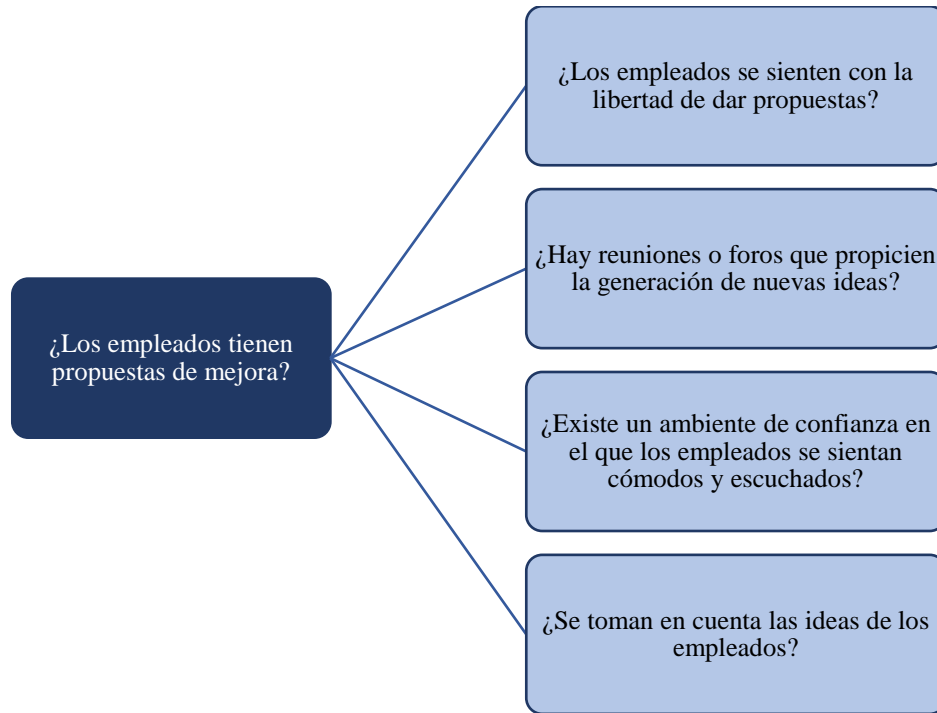 ¿Los empleados tienen
propuestas de mejora?
¿Los empleados se sienten con la
libertad de dar propuestas?
¿Hay reuniones o foros que propicien
la generación de nuevas ideas?
¿Existe un ambiente de confianza en
el que los empleados se sientan
cómodos y escuchados?
¿Se toman en cuenta las ideas de los
empleados?